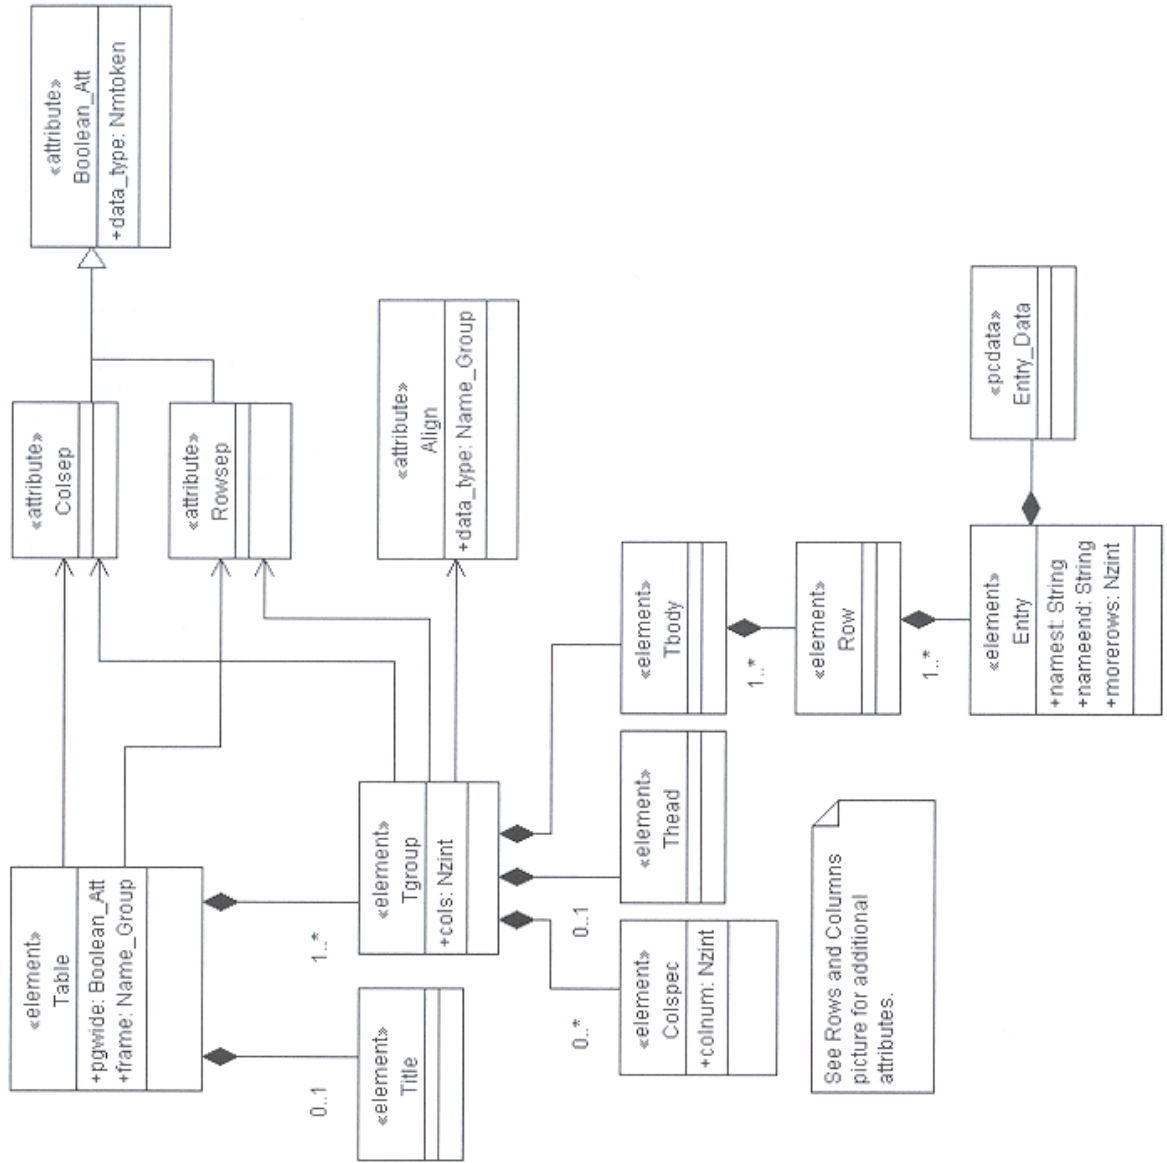 «element»
Table
+pgwide: Boolean_Att
+frame: Name_Group
«attribute»
Colsep
«attribute»
Boolean_Att
+data_type: Nmtoken
«attribute»
Rowsep
0..1
1..*
«element»
Title
«element»
Tgroup
+cols: Nzint
«attribute»
Align
+data_type: Name_Group
0..*
0..1
«element»
Colspec
+colnum: Nzint
«element»
Thead
«element»
Tbody
1..*
«element»
Row
1..*
See Rows and Columns
picture for additional
attributes.
«element»
Entry
+namest: String
+nameend: String
+morerows: Nzint
«pcdata»
Entry_Data